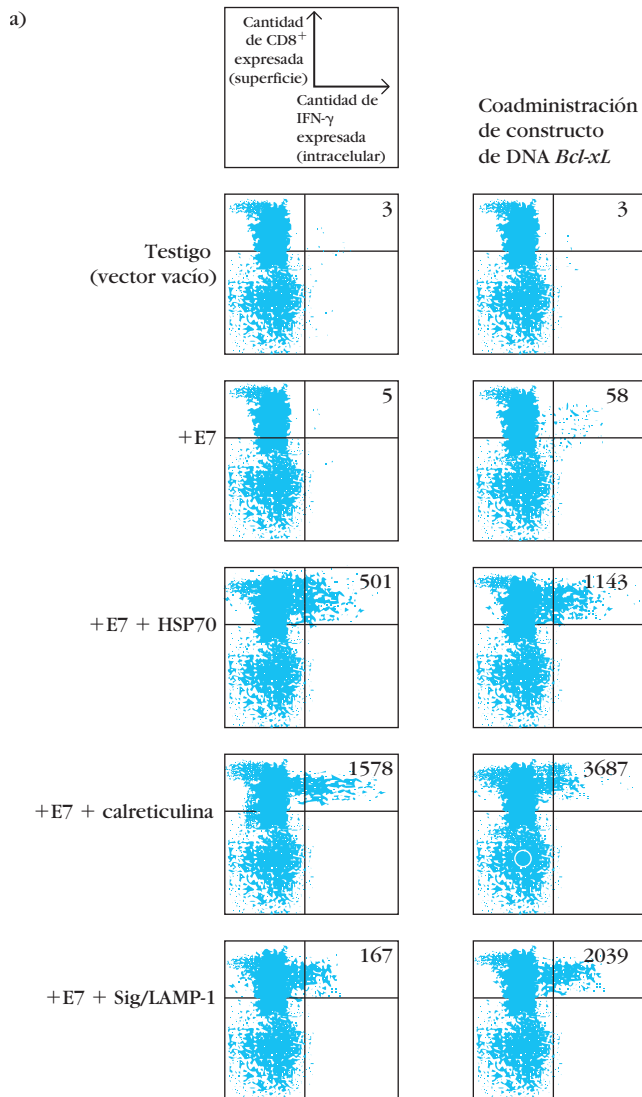 a)
Cantidad
de CD8+
expresada
(superficie)
Cantidad de
IFN-γ
expresada
(intracelular)
Coadministración
de constructo
de DNA Bcl-xL
Testigo
(vector vacío)
3
3
+E7
5
58
+E7 + HSP70
501
1143
+E7 + calreticulina
1578
3687
+E7 + Sig/LAMP-1
167
2039